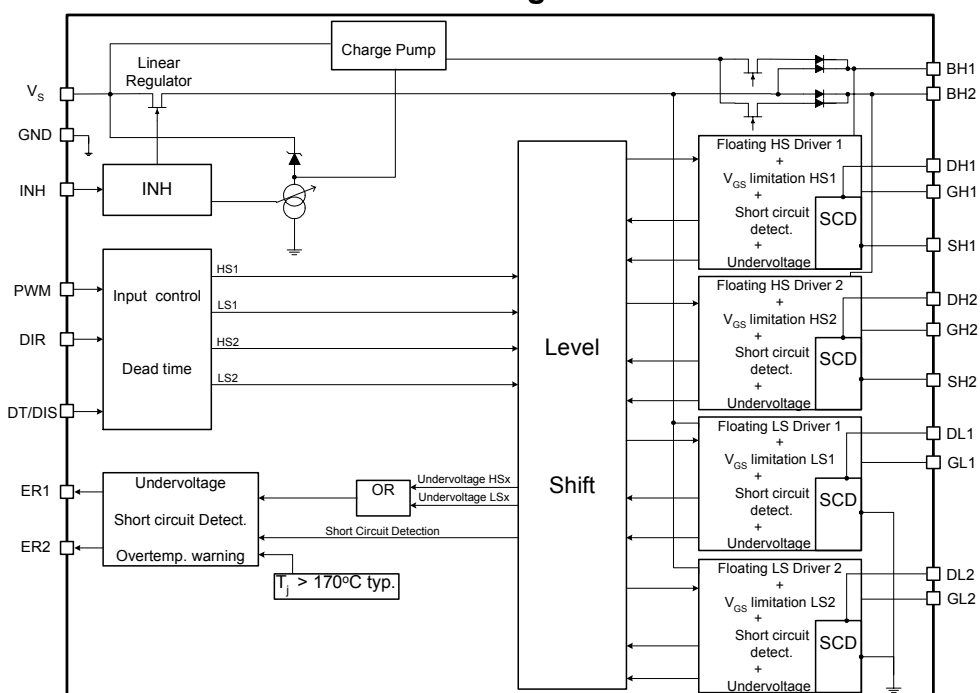 Charge Pump
Linear
Regulator
V_S
GND
INH
INH
PWM
DIR
DT/DIS
Input control
Dead time
HS1
LS1
HS2
LS2
ER1
ER2
Undervoltage
Short circuit Detect.
Overtemp. warning
OR
Undervoltage HSx
Undervoltage LSx
Short Circuit Detection
T_j > 170°C typ.
Level
Shift
Floating HS Driver 1
+
V_GS limitation HS1
+
Short circuit
detect.
+
Undervoltage
SCD
Floating HS Driver 2
+
V_GS limitation HS2
+
Short circuit
detect.
+
Undervoltage
SCD
Floating LS Driver 1
+
V_GS limitation LS1
+
Short circuit
detect.
+
Undervoltage
SCD
Floating LS Driver 2
+
V_GS limitation LS2
+
Short circuit
detect.
+
Undervoltage
SCD
BH1
BH2
DH1
GH1
SH1
DH2
GH2
SH2
DL1
GL1
DL2
GL2